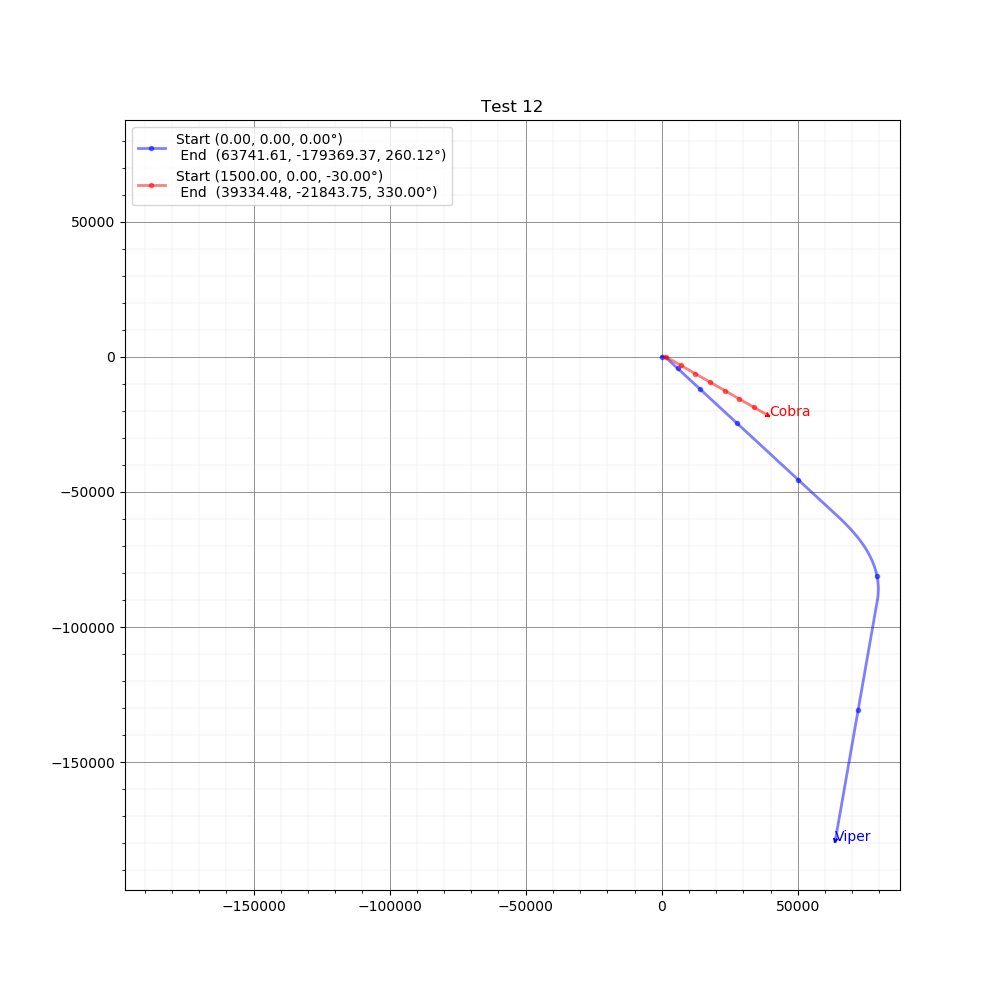 Test 12
Start (0.00, 0.00, 0.00°)
End  (63741.61, -179369.37, 260.12°)
Start (1500.00, 0.00, -30.00°)
End  (39334.48, -21843.75, 330.00°)
50000
0
−50000
−100000
−150000
Cobra
Viper
−150000
−100000
−50000
0
50000